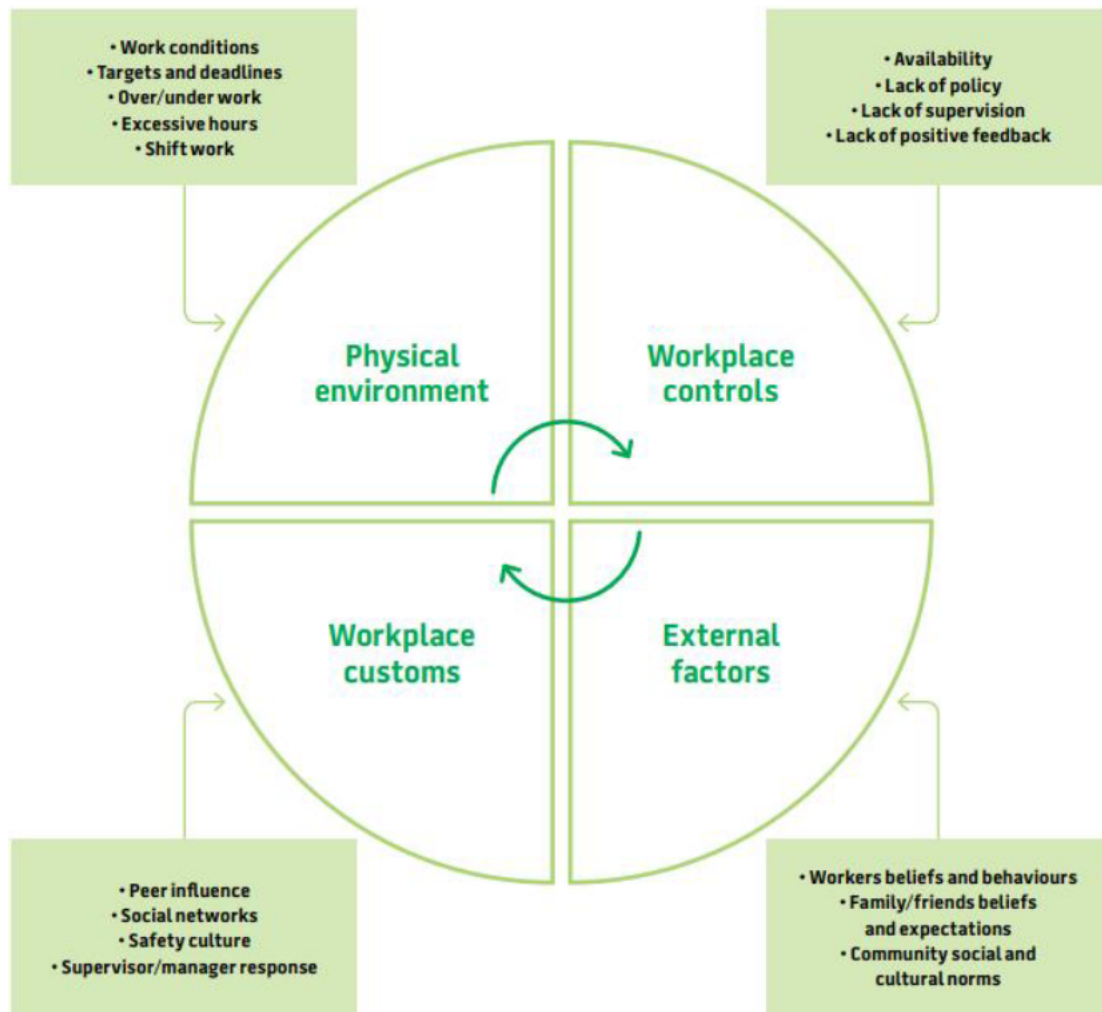 • Work conditions
• Targets and deadlines
• Over/under work
• Excessive hours
• Shift work
• Availability
• Lack of policy
• Lack of supervision
• Lack of positive feedback
Physical
environment
Workplace
controls
Workplace
customs
External
factors
• Peer influence
• Social networks
• Safety culture
• Supervisor/manager response
• Workers beliefs and behaviours
• Family/friends beliefs
and expectations
• Community social and
cultural norms